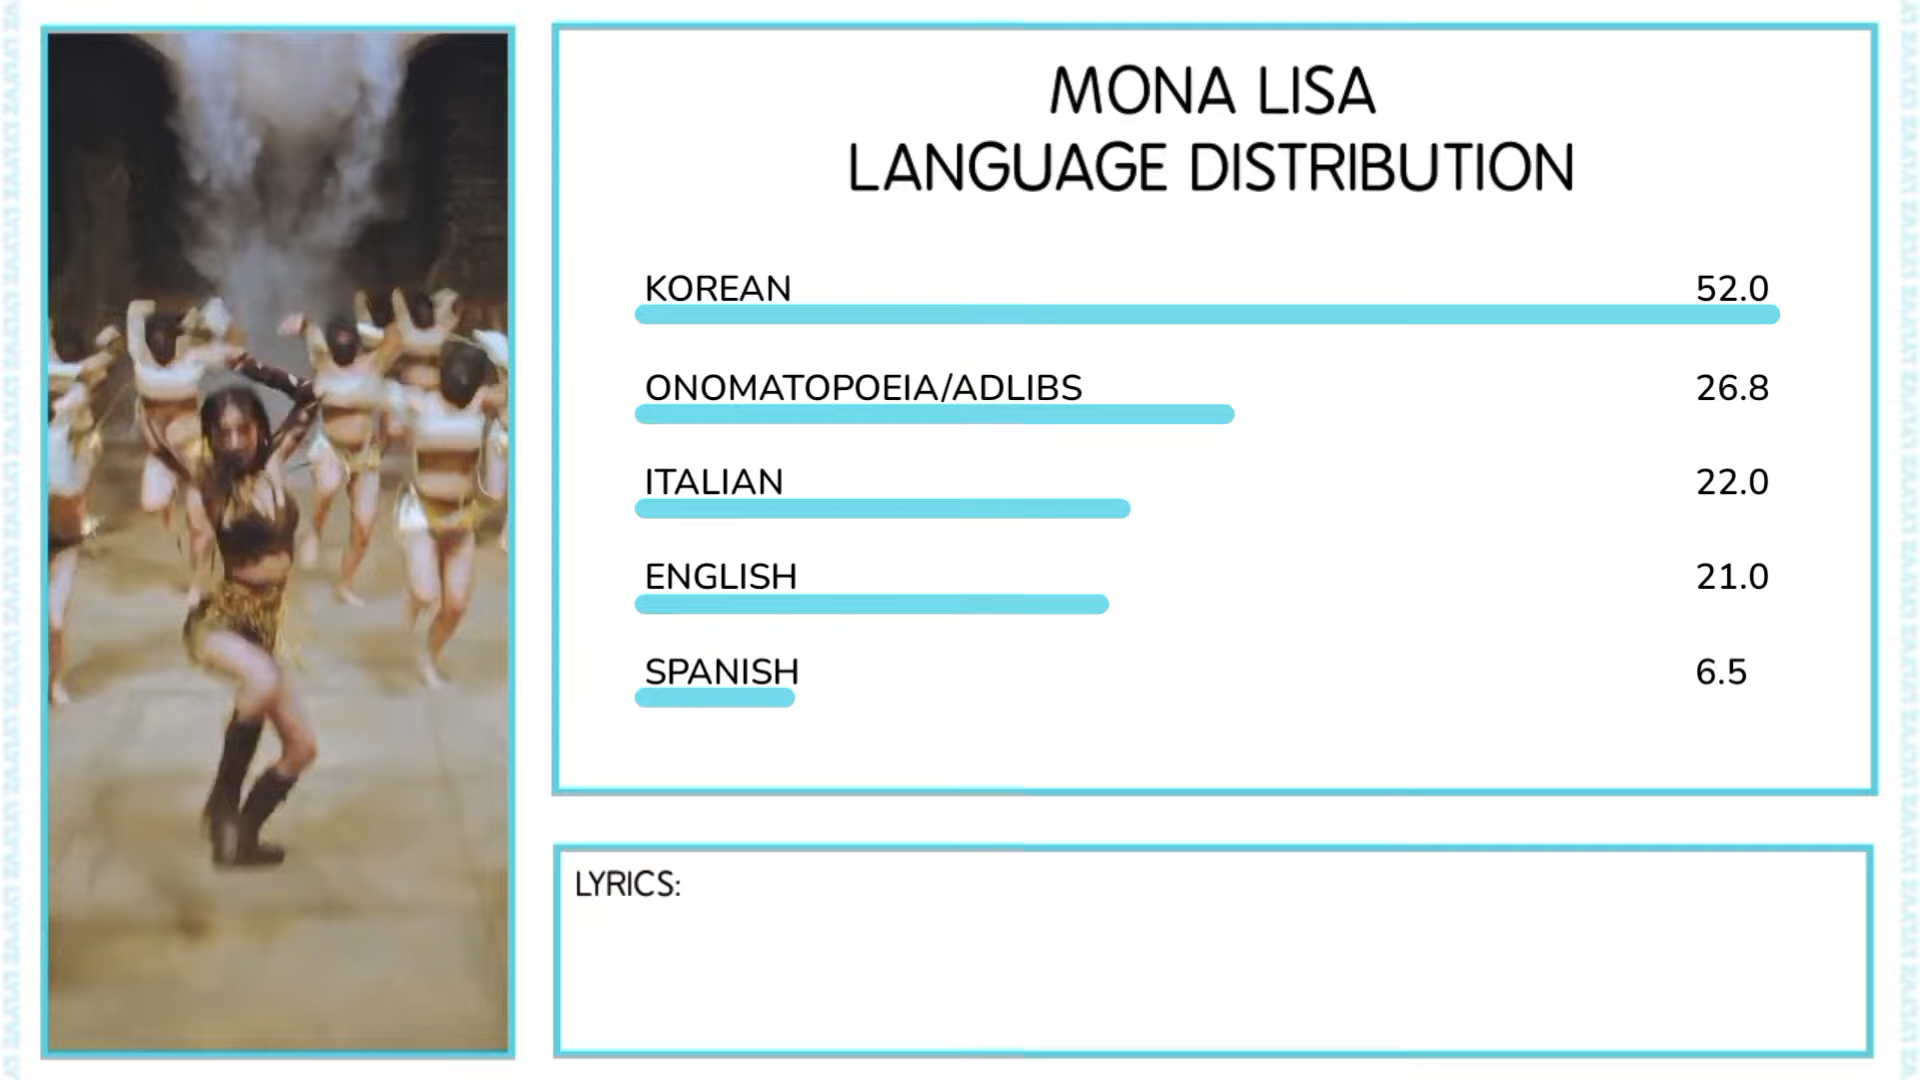 MONA LISA
LANGUAGE DISTRIBUTION
KOREAN 52.0
ONOMATOPOEIA/ADLIBS 26.8
ITALIAN 22.0
ENGLISH 21.0
SPANISH 6.5
LYRICS: